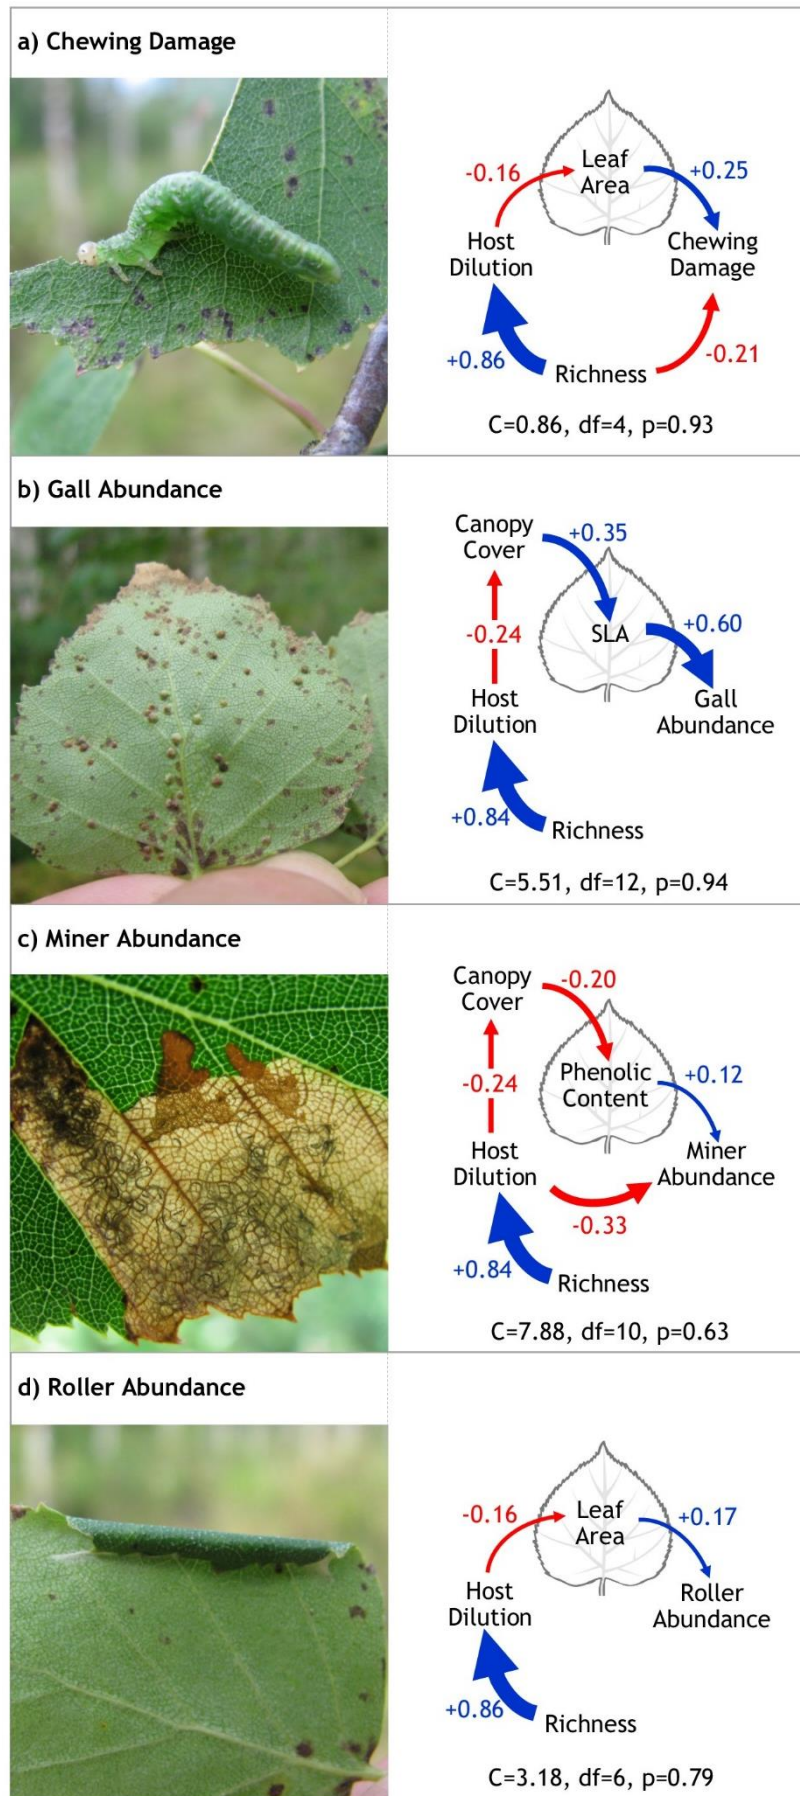 a) Chewing Damage
-0.16
Leaf
Area
+0.25
Host
Dilution
Chewing
Damage
+0.86
Richness
-0.21
C=0.86, df=4, p=0.93
b) Gall Abundance
Canopy
Cover
+0.35
-0.24
SLA
+0.60
Host
Dilution
Gall
Abundance
+0.84
Richness
C=5.51, df=12, p=0.94
c) Miner Abundance
Canopy
Cover
-0.20
-0.24
Phenolic
Content
+0.12
Host
Dilution
Miner
Abundance
-0.33
+0.84
Richness
C=7.88, df=10, p=0.63
d) Roller Abundance
-0.16
Leaf
Area
+0.17
Host
Dilution
Roller
Abundance
+0.86
Richness
C=3.18, df=6, p=0.79